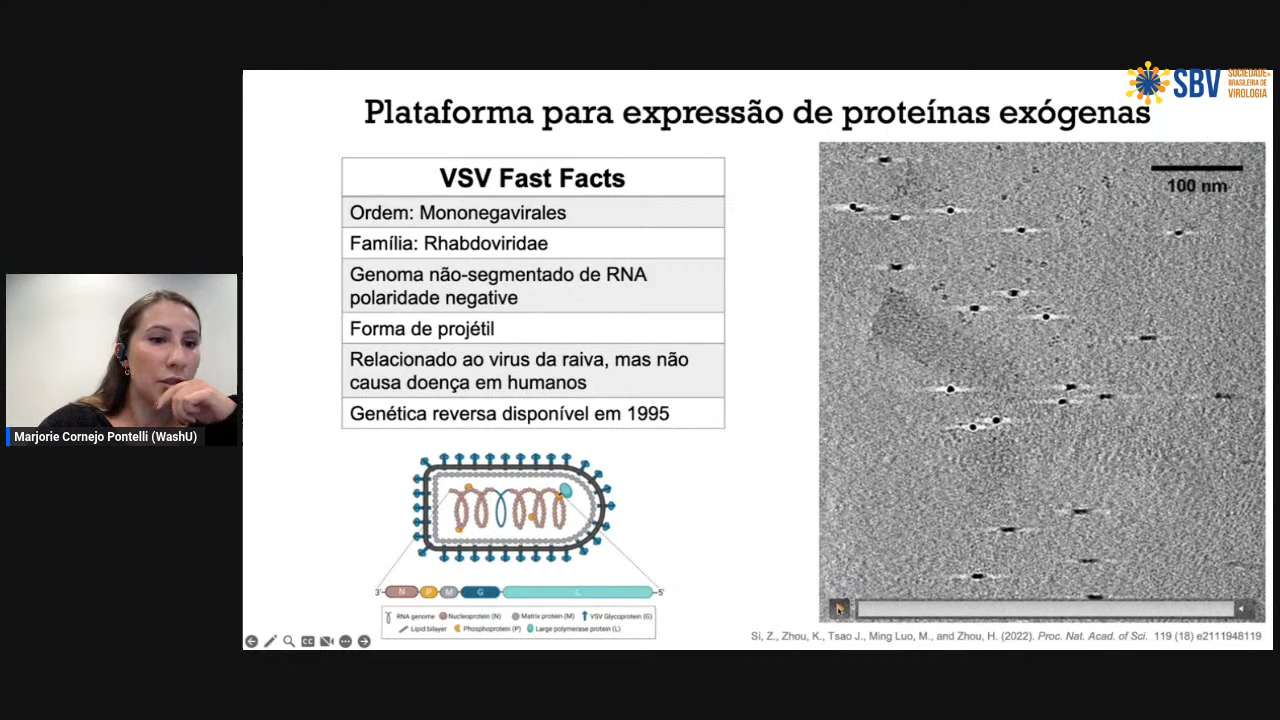 SBV
SOCIEDADE
BRASILEIRA DE
VIROLOGIA
Plataforma para expressão de proteínas exógenas
VSV Fast Facts
Ordem: Mononegavirales
Família: Rhabdoviridae
Genoma não-segmentado de RNA
polaridade negative
Forma de projétil
Relacionado ao virus da raiva, mas não
causa doença em humanos
Genética reversa disponível em 1995
100 nm
Marjorie Cornejo Pontelli (WashU)
3' N P M G L 5'
RNA genome Nucleoprotein (N) Matrix protein (M) VSV Glycoprotein (G)
Lipid bilayer Phosphoprotein (P) Large polymerase protein (L)
CC
Si, Z., Zhou, K., Tsao J., Ming Luo, M., and Zhou, H. (2022). Proc. Nat. Acad. of Sci. 119 (18) e2111948119